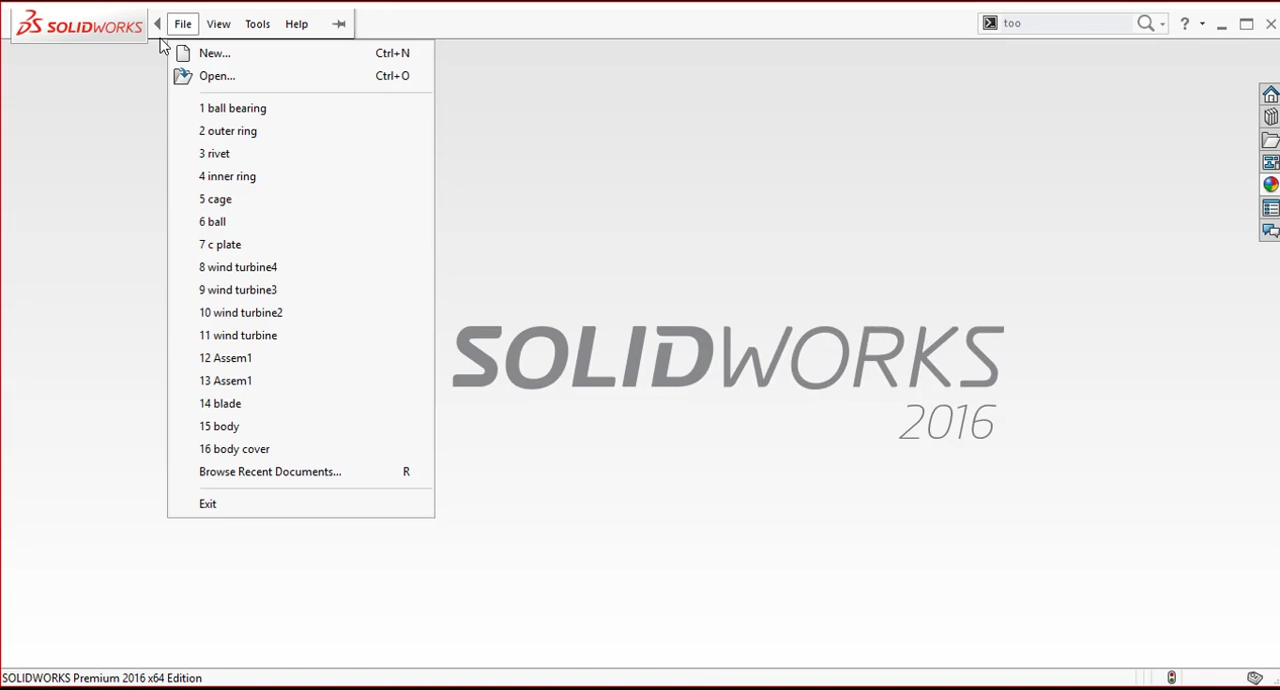 SOLIDWORKS File View Tools Help too ?
New... Ctrl+N
Open... Ctrl+O
1 ball bearing
2 outer ring
3 rivet
4 inner ring
5 cage
6 ball
7 c plate
8 wind turbine4
9 wind turbine3
10 wind turbine2
11 wind turbine
12 Assem1
13 Assem1
14 blade
15 body
16 body cover
Browse Recent Documents... R
Exit
SOLIDWORKS
2016
SOLIDWORKS Premium 2016 x64 Edition